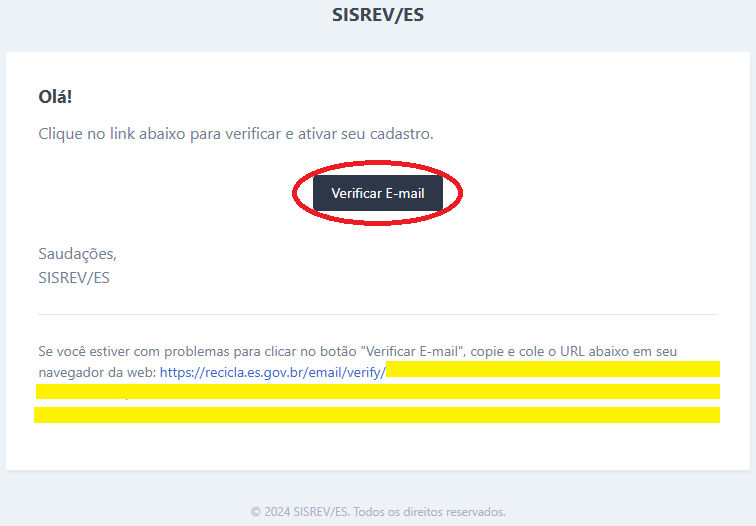 SISREV/ES
Olá!
Clique no link abaixo para verificar e ativar seu cadastro.
Verificar E-mail
Saudações,
SISREV/ES
Se você estiver com problemas para clicar no botão "Verificar E-mail", copie e cole o URL abaixo em seu
navegador da web: https://recicla.es.gov.br/email/verify/
© 2024 SISREV/ES. Todos os direitos reservados.